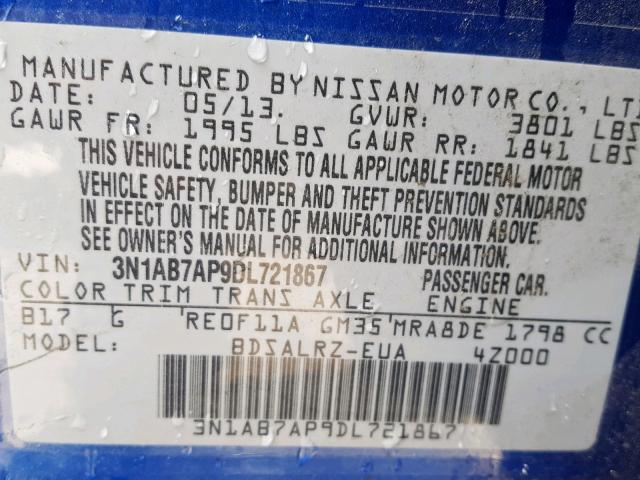 MANUFACTURED BY NISSAN MOTOR CO., LT
DATE: 05/13. GVWR: 3801 LBS
GAWR FR: 1995 LBS GAWR RR: 1841 LBS
THIS VEHICLE CONFORMS TO ALL APPLICABLE FEDERAL MOTOR
VEHICLE SAFETY, BUMPER AND THEFT PREVENTION STANDARDS
IN EFFECT ON THE DATE OF MANUFACTURE SHOWN ABOVE.
SEE OWNER'S MANUAL FOR ADDITIONAL INFORMATION.
VIN: 3N1AB7AP9DL721867 PASSENGER CAR.
COLOR TRIM TRANS AXLE ENGINE
B17 G RE0F11A GM35 MRA8DE 1798 CC
MODEL: BDSALRZ-EUA 4Z000
3N1AB7AP9DL721867